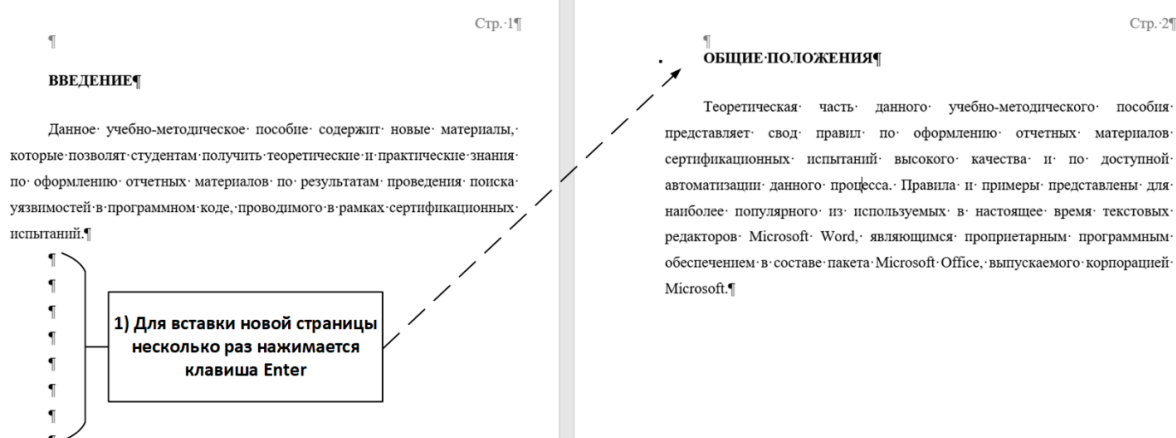 Стр.·1¶
¶
ВВЕДЕНИЕ¶
Данное· учебно-методическое· пособие· содержит· новые· материалы,·
которые·позволят·студентам·получить·теоретические·и·практические·знания·
по· оформлению· отчетных· материалов· по· результатам· проведения· поиска·
уязвимостей·в·программном·коде,·проводимого·в·рамках·сертификационных·
испытаний.¶
¶
¶
¶
¶
¶
¶
¶
¶
1) Для вставки новой страницы
несколько раз нажимается
клавиша Enter
Стр.·2¶
¶
ОБЩИЕ·ПОЛОЖЕНИЯ¶
Теоретическая· часть· данного· учебно-методического· пособия·
представляет· свод· правил· по· оформлению· отчетных· материалов·
сертификационных· испытаний· высокого· качества· и· по· доступной·
автоматизации· данного· процесса.· Правила· и· примеры· представлены· для·
наиболее· популярного· из· используемых· в· настоящее· время· текстовых·
редакторов· Microsoft· Word,· являющимся· проприетарным· программным·
обеспечением·в·составе·пакета·Microsoft·Office,·выпускаемого·корпорацией·
Microsoft.¶